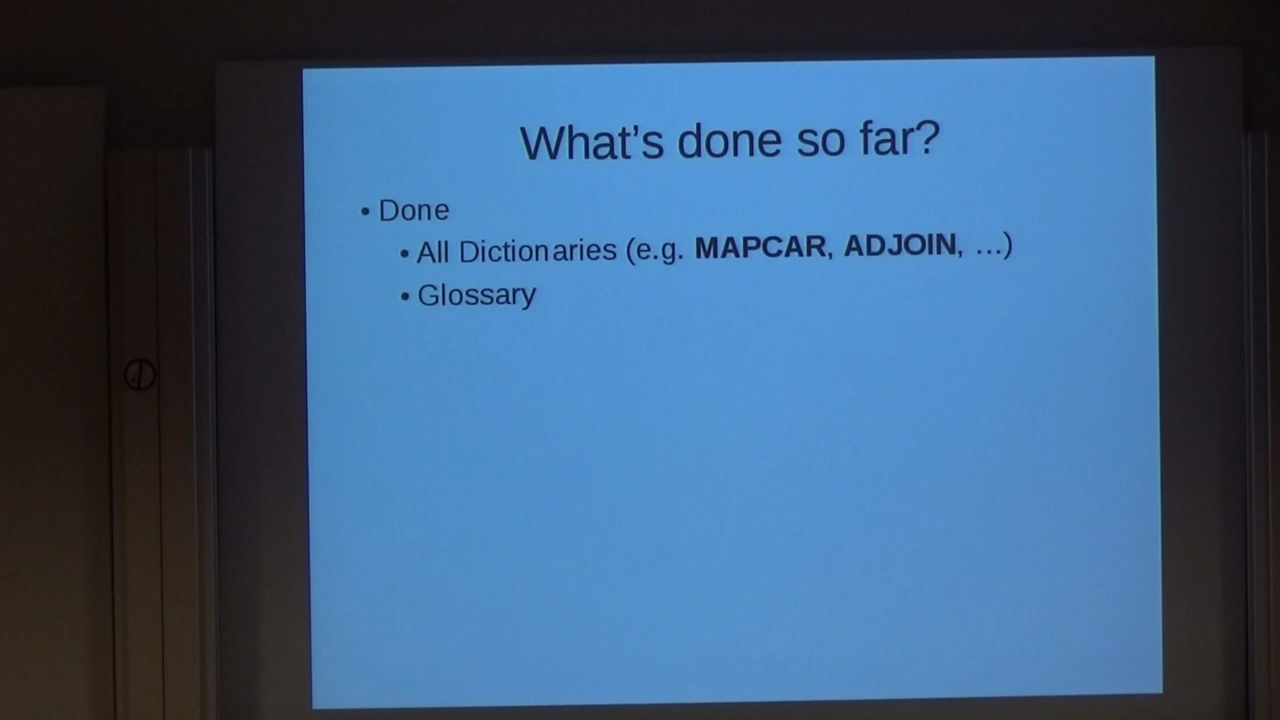 What’s done so far?
• Done
• All Dictionaries (e.g. MAPCAR, ADJOIN, …)
• Glossary